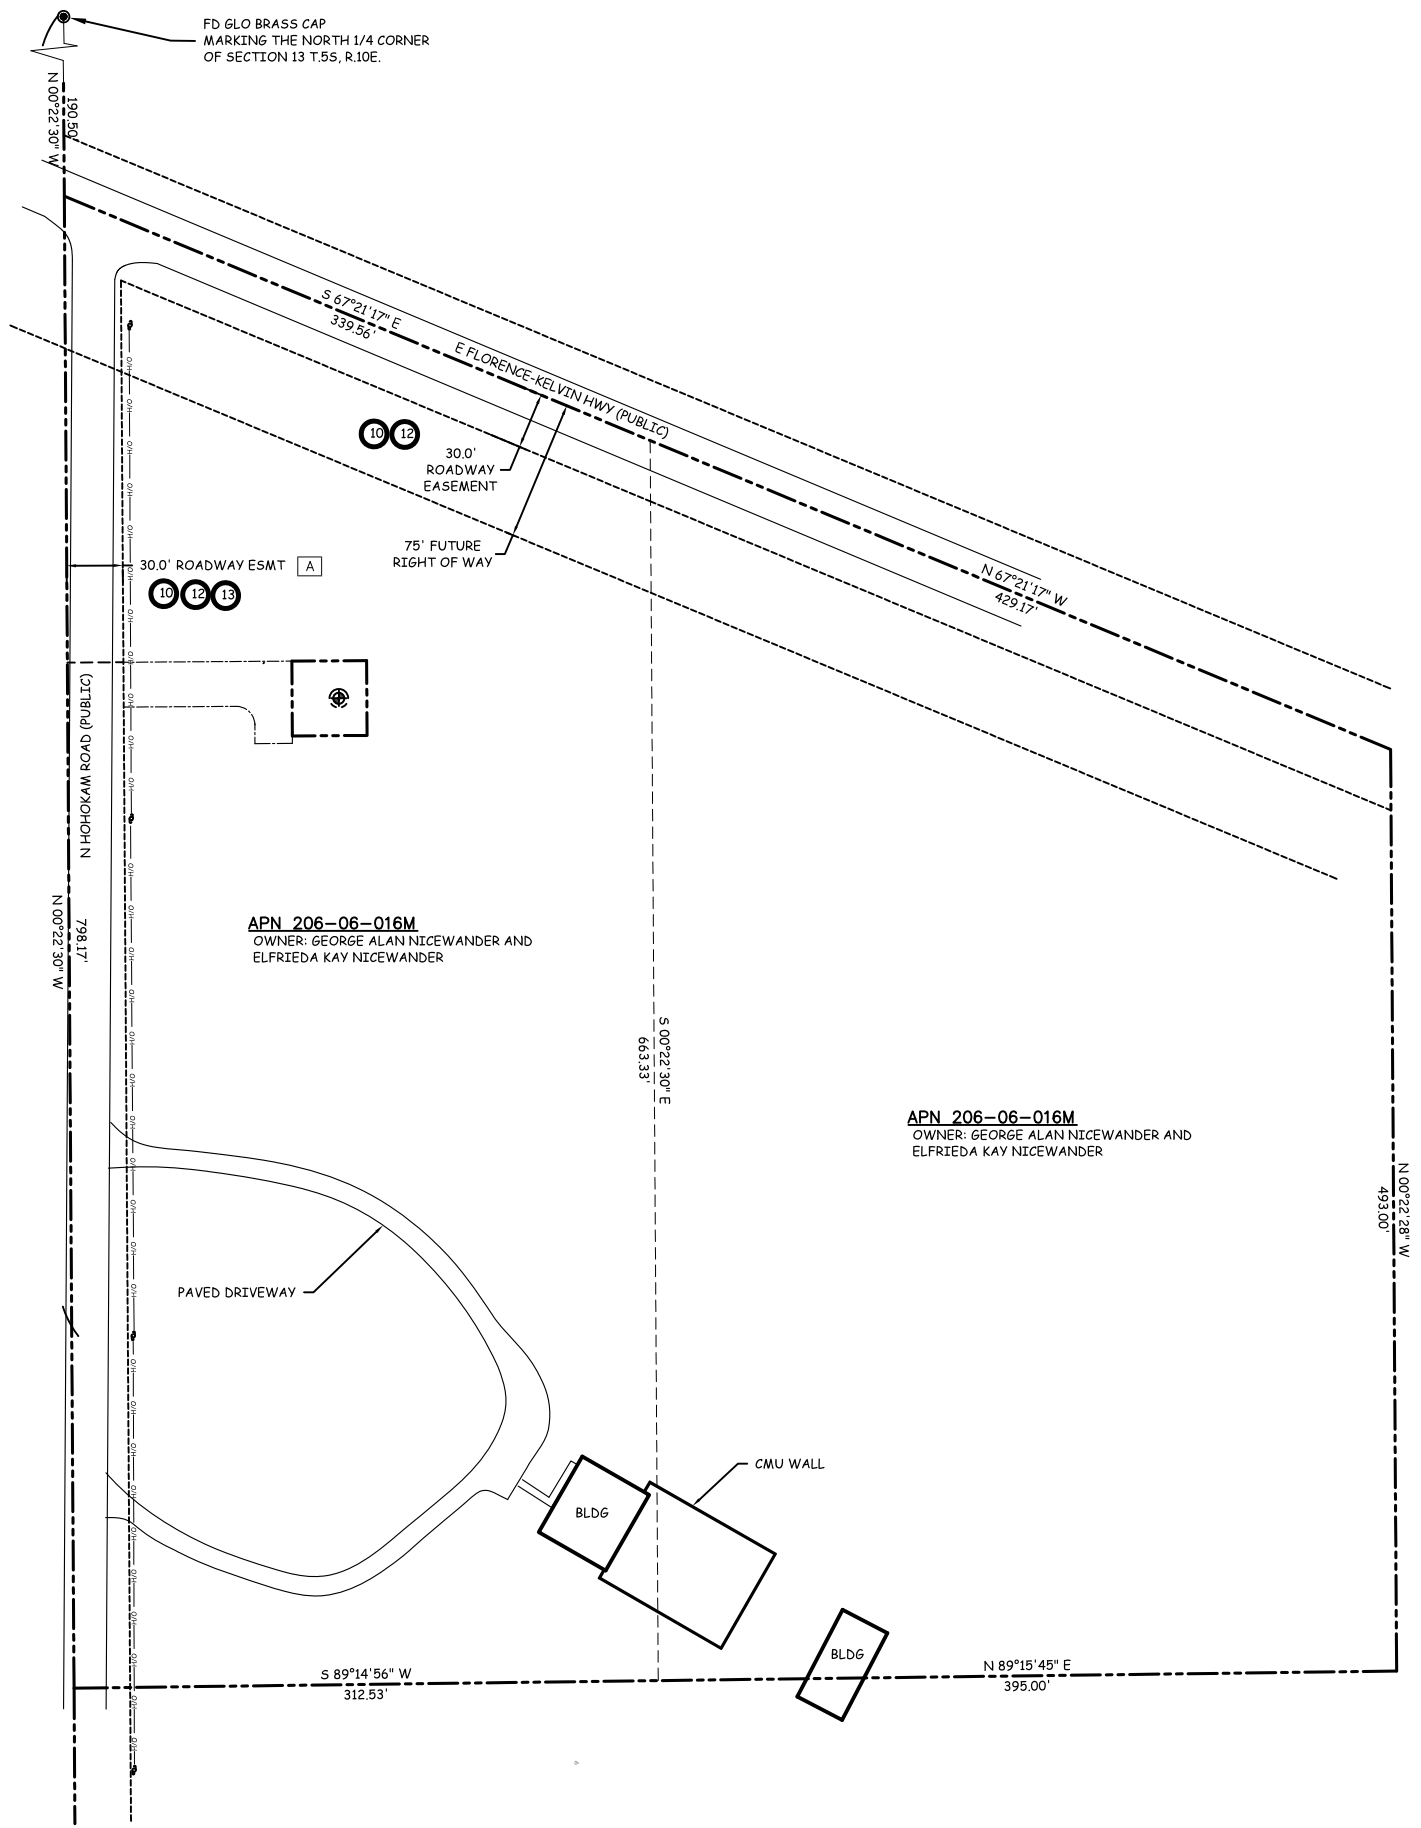 FD GLO BRASS CAP
MARKING THE NORTH 1/4 CORNER
OF SECTION 13 T.5S, R.10E.
190.50'
N 00°22'30" W
S 67°21'17" E
339.56'
E FLORENCE-KELVIN HWY (PUBLIC)
10 12
30.0'
ROADWAY
EASEMENT
75' FUTURE
RIGHT OF WAY
30.0' ROADWAY ESMT A
10 12 13
N 67°21'17" W
429.17'
N HOHOKAM ROAD (PUBLIC)
798.17'
N 00°22'30" W
APN 206-06-016M
OWNER: GEORGE ALAN NICEWANDER AND
ELFRIEDA KAY NICEWANDER
S 00°22'30" E
663.33'
APN 206-06-016M
OWNER: GEORGE ALAN NICEWANDER AND
ELFRIEDA KAY NICEWANDER
N 00°22'28" W
493.00'
PAVED DRIVEWAY
CMU WALL
BLDG
BLDG
S 89°14'56" W
312.53'
N 89°15'45" E
395.00'